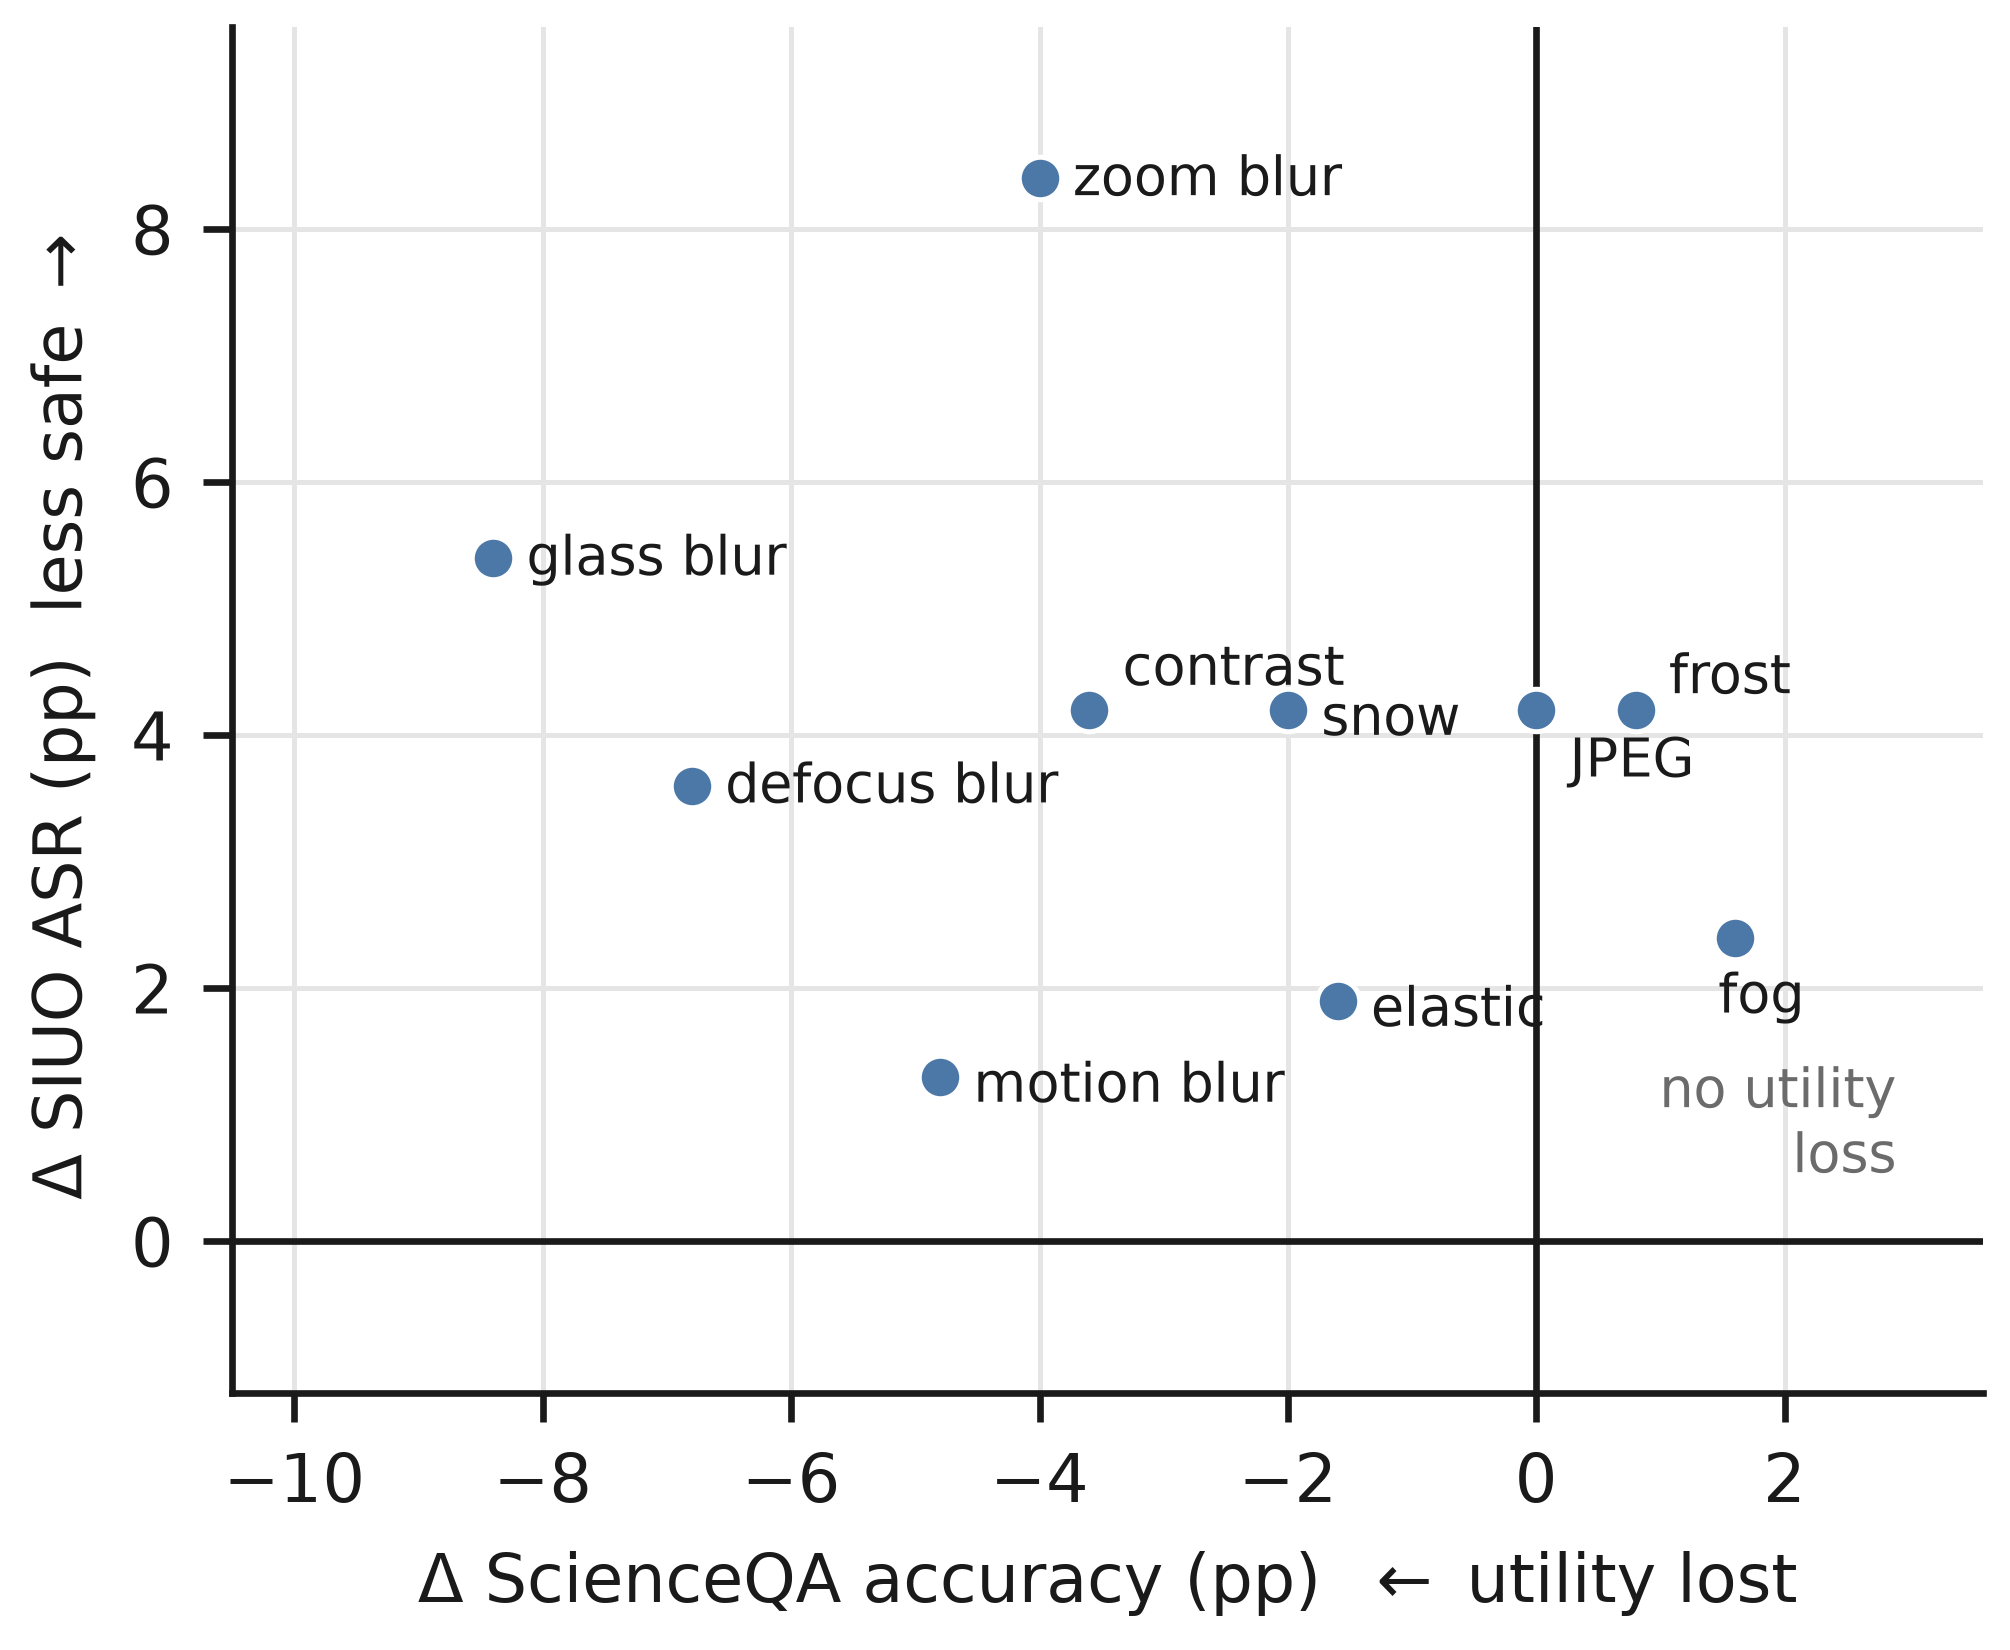 Δ SIUO ASR (pp)  less safe →
8
6
4
2
0
zoom blur
glass blur
contrast
frost
snow
JPEG
defocus blur
fog
elastic
motion blur
no utility
loss
−10
−8
−6
−4
−2
0
2
Δ ScienceQA accuracy (pp)  ← utility lost